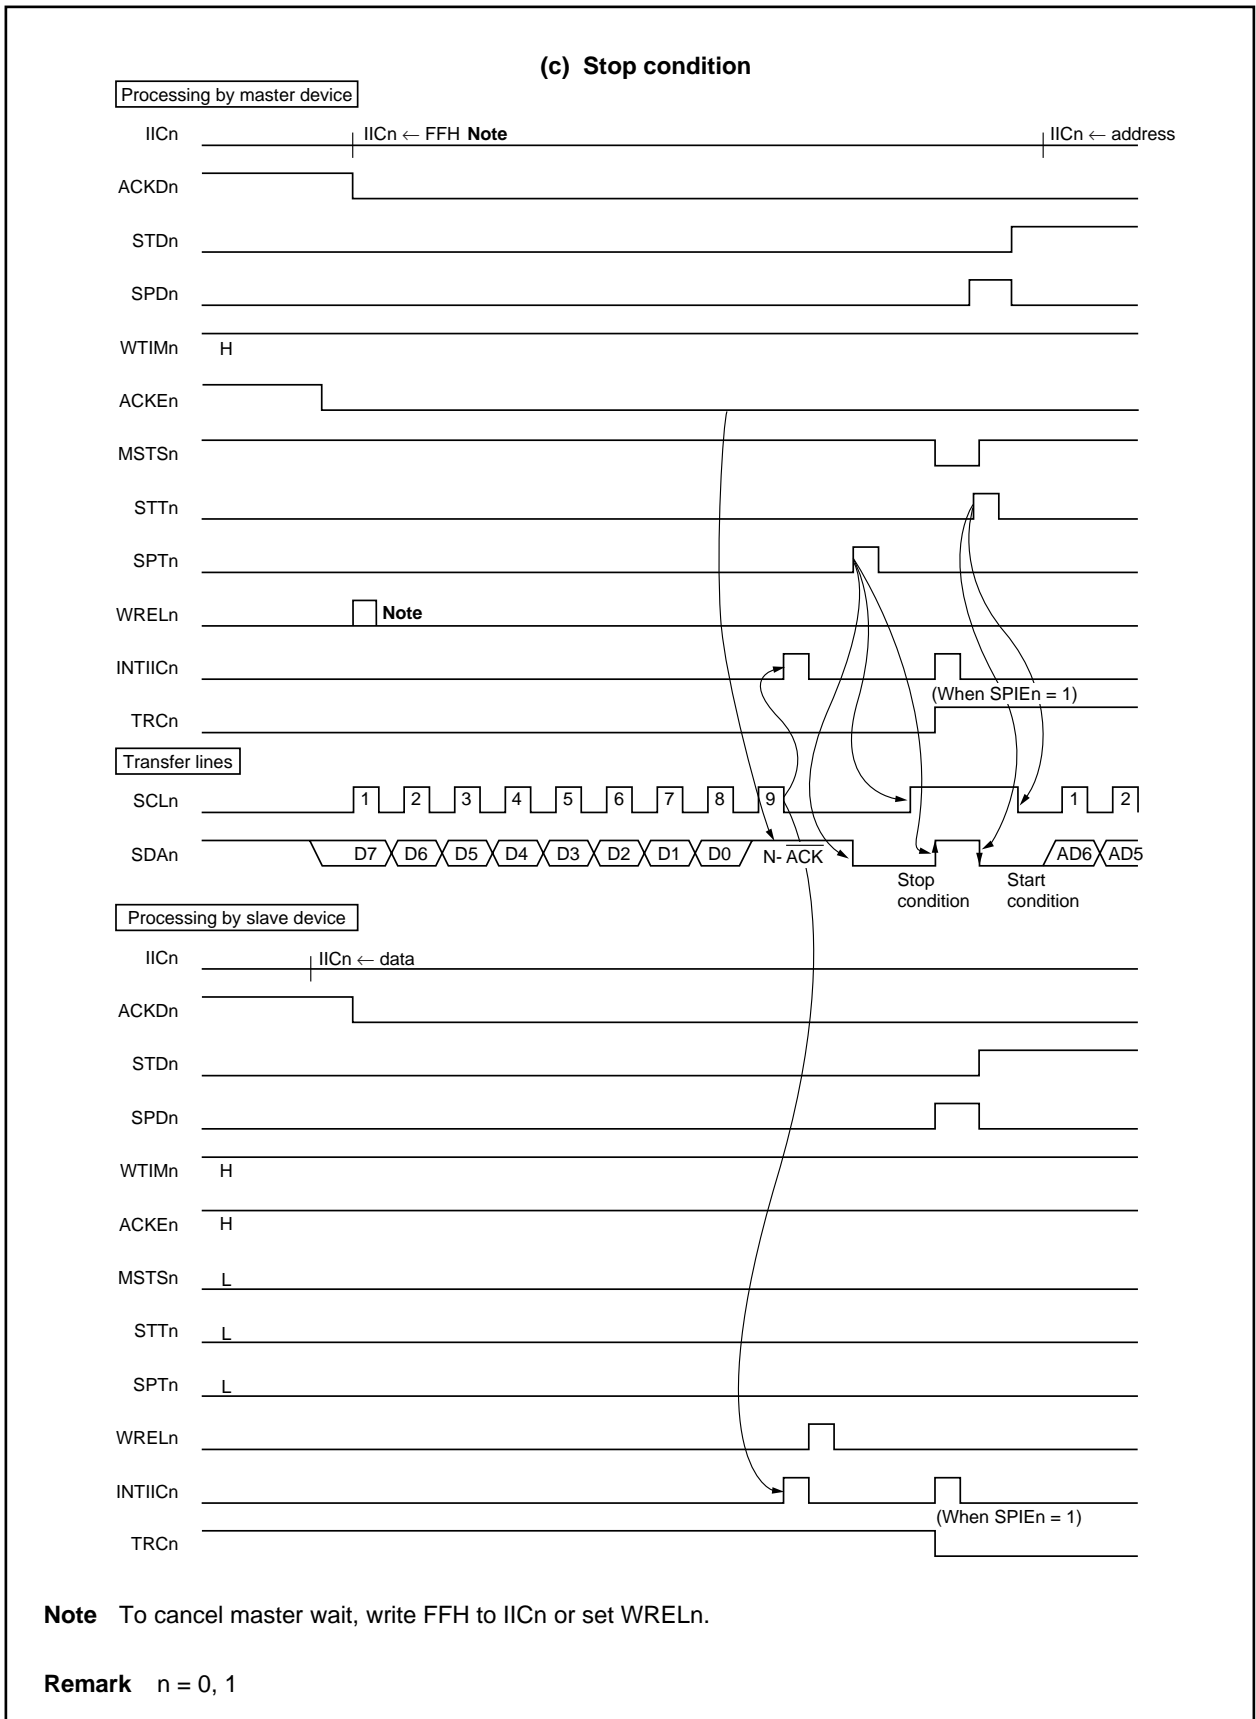 (c) Stop condition
Processing by master device
IICn IICn ← FFH Note IICn ← address
ACKDn
STDn
SPDn
WTIMn H
ACKEn
MSTSn
STTn
SPTn
WRELn Note
INTIICn
(When SPIEn = 1)
TRCn
Transfer lines
SCLn 1 2 3 4 5 6 7 8 9 1 2
SDAn D7 D6 D5 D4 D3 D2 D1 D0 N- ACK AD6 AD5
Stop condition
Start condition
Processing by slave device
IICn IICn ← data
ACKDn
STDn
SPDn
WTIMn H
ACKEn H
MSTSn L
STTn L
SPTn L
WRELn
INTIICn
(When SPIEn = 1)
TRCn
Note To cancel master wait, write FFH to IICn or set WRELn.
Remark n = 0, 1